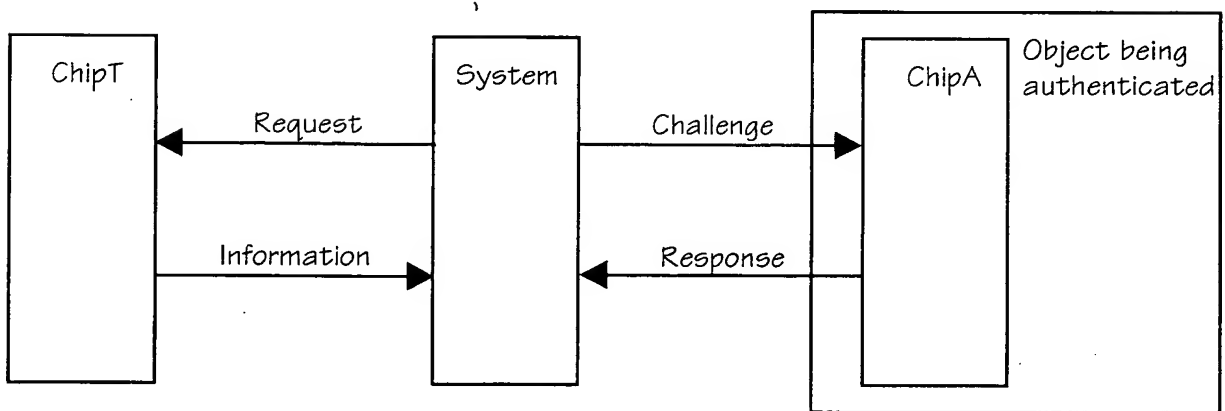 ChipT
System
ChipA
Object being
authenticated
Request
Challenge
Information
Response